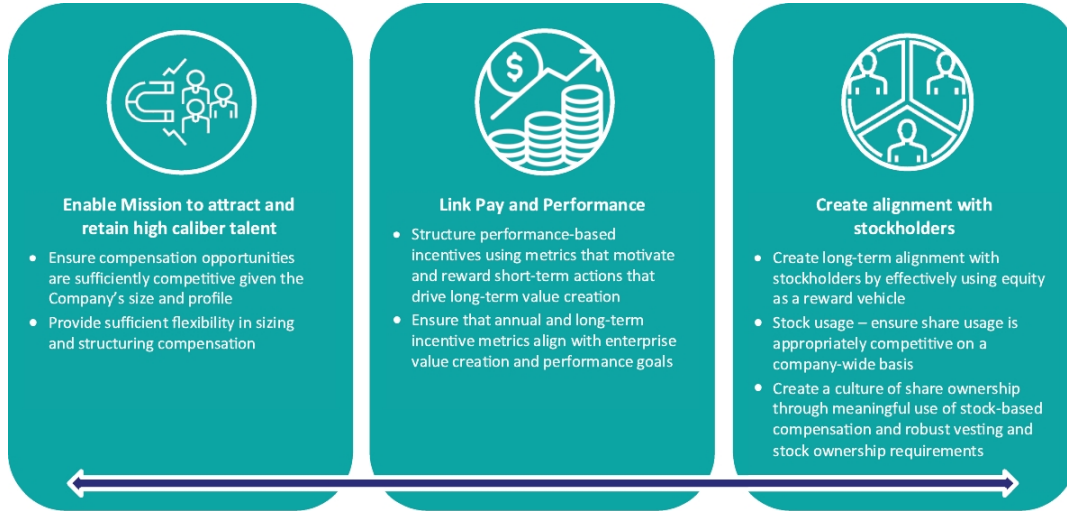 $
Enable Mission to attract and
retain high caliber talent
• Ensure compensation opportunities
are sufficiently competitive given the
Company's size and profile
• Provide sufficient flexibility in sizing
and structuring compensation
Link Pay and Performance
• Structure performance-based
incentives using metrics that motivate
and reward short-term actions that
drive long-term value creation
• Ensure that annual and long-term
incentive metrics align with enterprise
value creation and performance goals
Create alignment with
stockholders
• Create long-term alignment with
stockholders by effectively using equity
as a reward vehicle
• Stock usage – ensure share usage is
appropriately competitive on a
company-wide basis
• Create a culture of share ownership
through meaningful use of stock-based
compensation and robust vesting and
stock ownership requirements